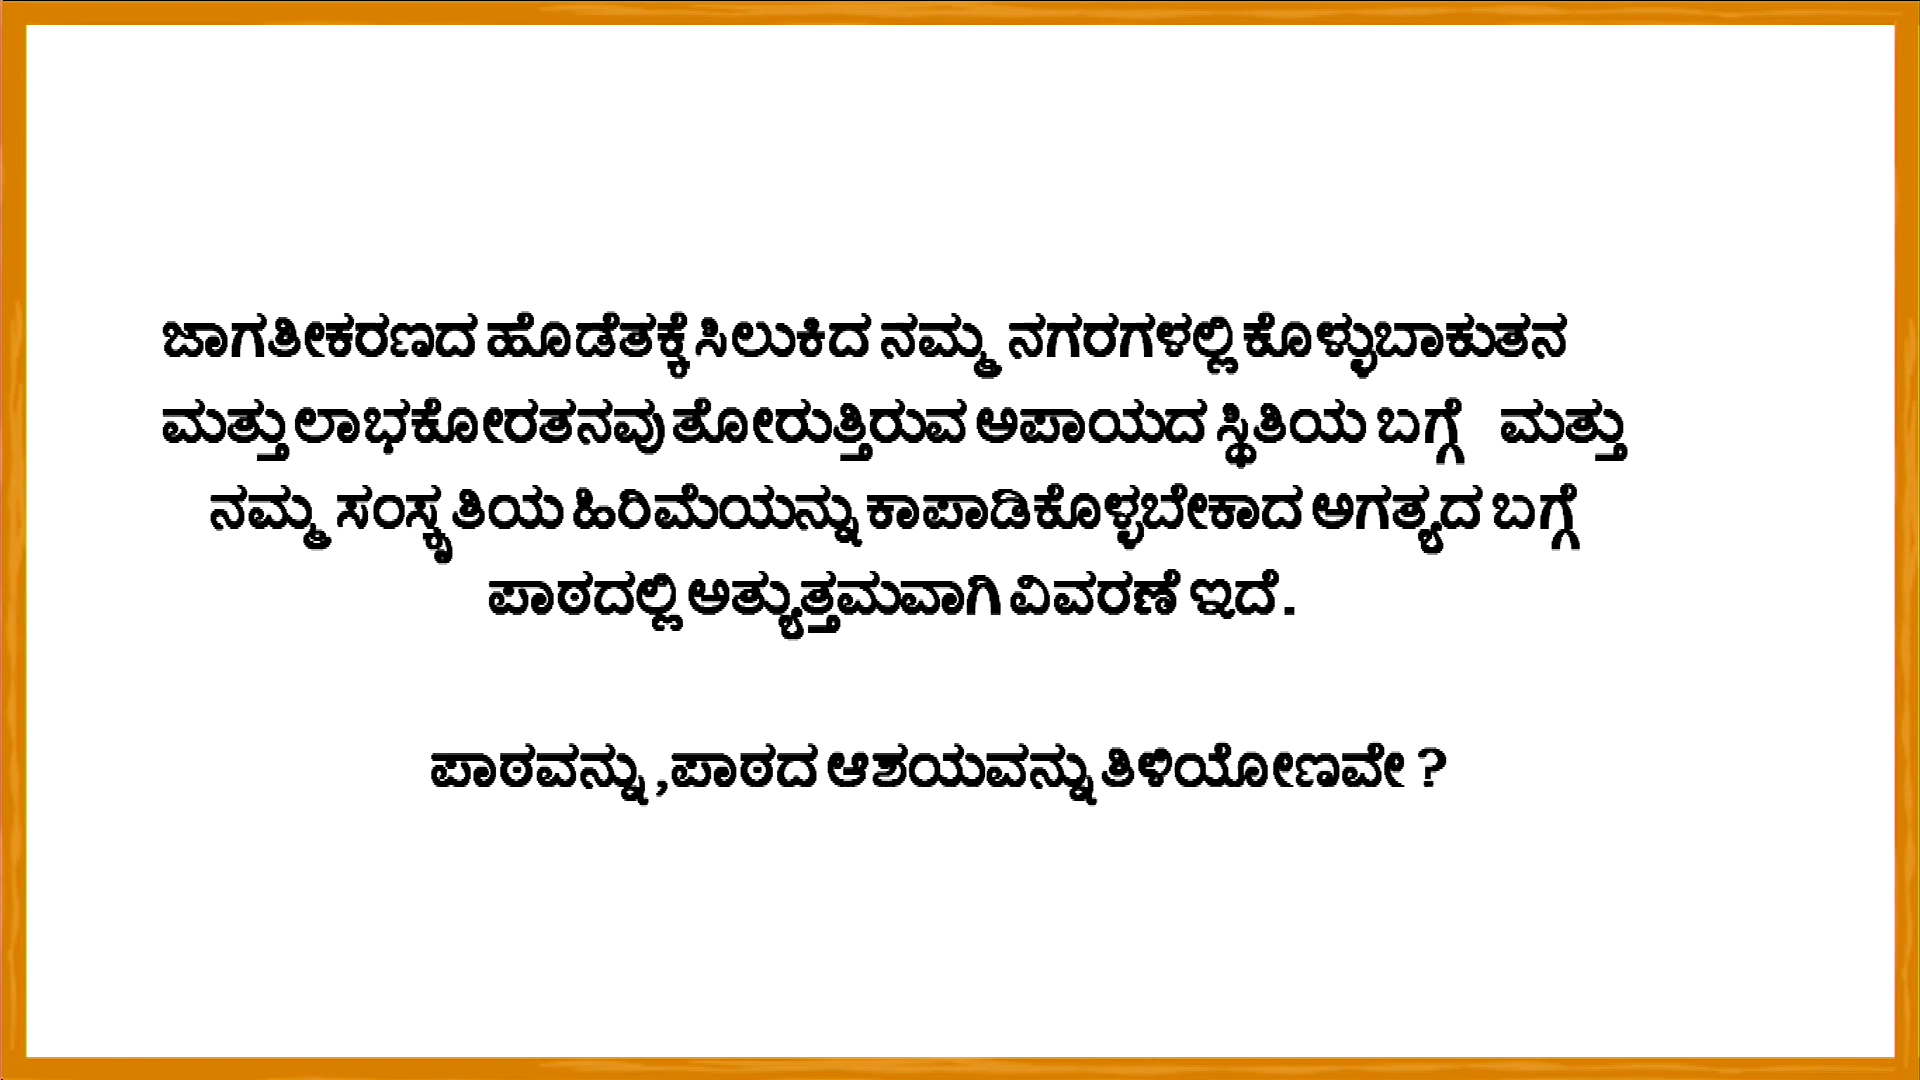 ಜಾಗತೀಕರಣದ ಹೊಡೆತಕ್ಕೆ ಸಿಲುಕಿದ ನಮ್ಮ ನಗರಗಳಲ್ಲಿ ಕೊಳ್ಳುಬಾಕುತನ
ಮತ್ತು ಲಾಭಕೋರತನವು ತೋರುತ್ತಿರುವ ಅಪಾಯದ ಸ್ಥಿತಿಯ ಬಗ್ಗೆ ಮತ್ತು
ನಮ್ಮ ಸಂಸ್ಕೃತಿಯ ಹಿರಿಮೆಯನ್ನು ಕಾಪಾಡಿಕೊಳ್ಳಬೇಕಾದ ಅಗತ್ಯದ ಬಗ್ಗೆ
ಪಾಠದಲ್ಲಿ ಅತ್ಯುತ್ತಮವಾಗಿ ವಿವರಣೆ ಇದೆ.
ಪಾಠವನ್ನು ,ಪಾಠದ ಆಶಯವನ್ನು ತಿಳಿಯೋಣವೇ ?